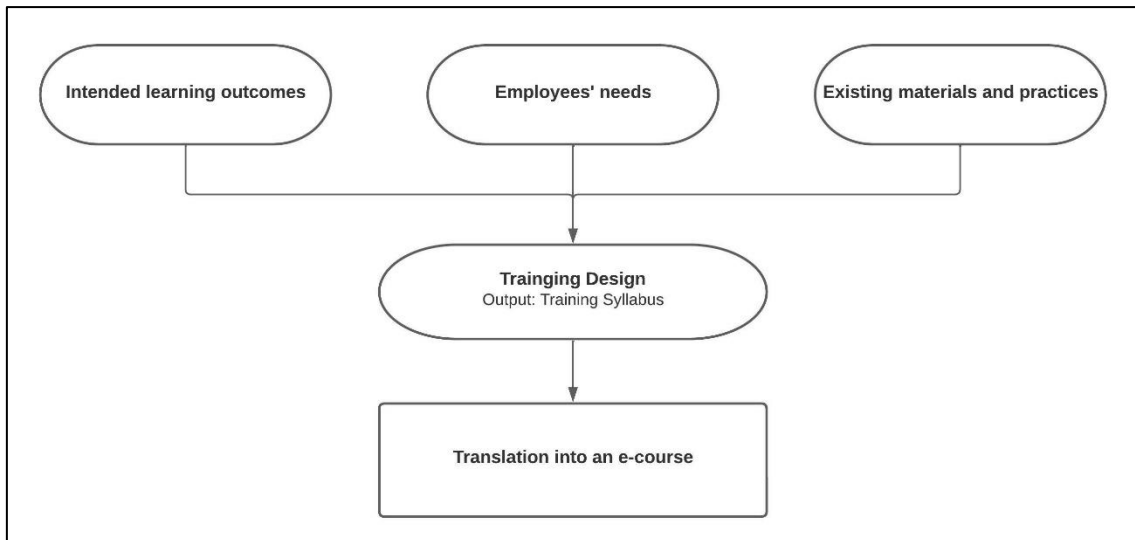 Intended learning outcomes
Employees' needs
Existing materials and practices
Trainging Design
Output: Training Syllabus
Translation into an e-course